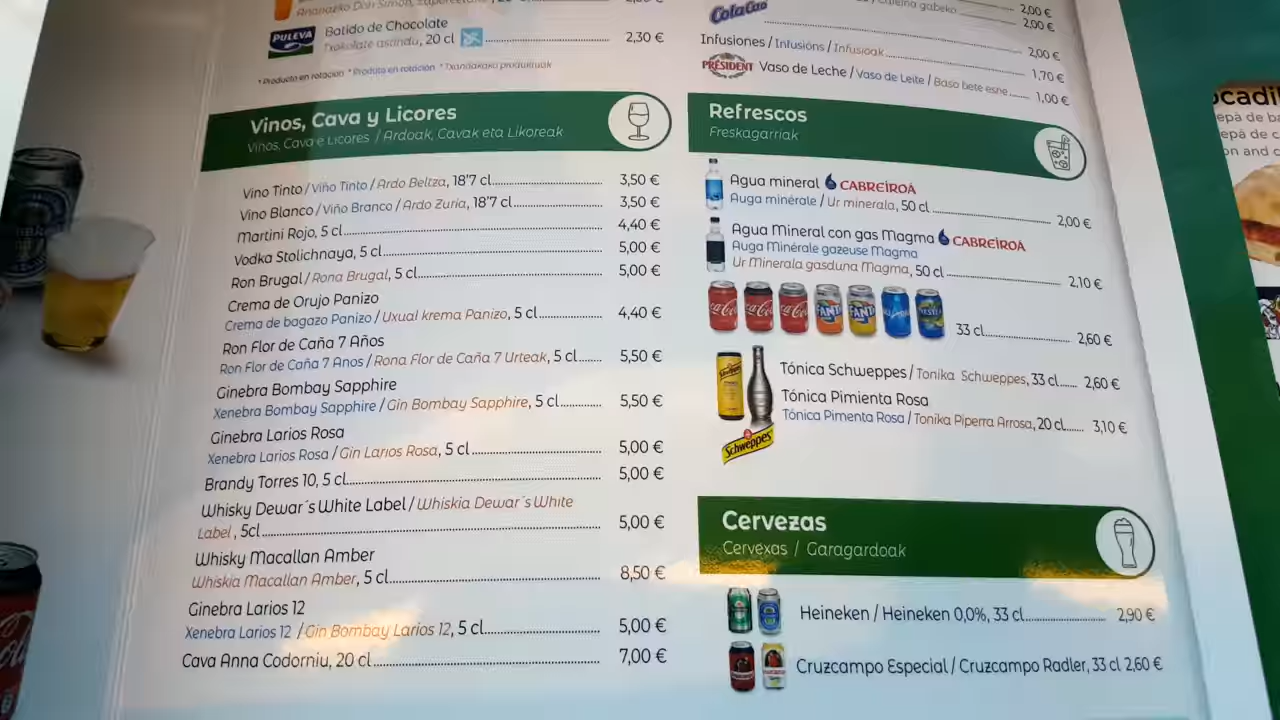 PULEVA
Batido de Chocolate
Txokolate astindu, 20 cl 2,30 €
* Producto en rotación * Produto en rotación * Txandakako produktuak
Vinos, Cava y Licores
Viños, Cava e Licores / Ardoak, Cavak eta Likoreak
Vino Tinto / Viño Tinto / Ardo Beltza, 18'7 cl 3,50 €
Vino Blanco / Viño Branco / Ardo Zuria, 18'7 cl 3,50 €
Martini Rojo, 5 cl 4,40 €
Vodka Stolichnaya, 5 cl 5,00 €
Ron Brugal / Rona Brugal, 5 cl 5,00 €
Crema de Orujo Panizo
Crema de bagazo Panizo / Uxual krema Panizo, 5 cl 4,40 €
Ron Flor de Caña 7 Años
Ron Flor de Caña 7 Anos / Rona Flor de Caña 7 Urteak, 5 cl 5,50 €
Ginebra Bombay Sapphire
Xenebra Bombay Sapphire / Gin Bombay Sapphire, 5 cl 5,50 €
Ginebra Larios Rosa
Xenebra Larios Rosa / Gin Larios Rosa, 5 cl 5,00 €
Brandy Torres 10, 5 cl 5,00 €
Whisky Dewar´s White Label / Whiskia Dewar´s White
Label , 5cl 5,00 €
Whisky Macallan Amber
Whiskia Macallan Amber, 5 cl 8,50 €
Ginebra Larios 12
Xenebra Larios 12 / Gin Bombay Larios 12, 5 cl 5,00 €
Cava Anna Codorniu, 20 cl 7,00 €
gabeko 2,00 €
ColaCao 2,00 €
2,00 €
Infusiones / Infusións / Infusioak 1,70 €
PRÉSIDENT Vaso de Leche / Vaso de Leite / Baso bete esne 1,00 €
Refrescos
Freskagarriak
Agua mineral CABREIROÁ
Auga minérale / Ur minerala, 50 cl 2,00 €
Agua Mineral con gas Magma CABREIROÁ
Auga Minérale gazeuse Magma
Ur Minerala gasduna Magma, 50 cl 2,10 €
33 cl 2,60 €
Tónica Schweppes / Tonika Schweppes, 33 cl 2,60 €
Tónica Pimienta Rosa
Tónica Pimenta Rosa / Tonika Piperra Arrosa, 20 cl 3,10 €
Schweppes
Cervezas
Cervexas / Garagardoak
Heineken / Heineken 0,0%, 33 cl 2,90 €
Cruzcampo Especial / Cruzcampo Radler, 33 cl 2,60 €